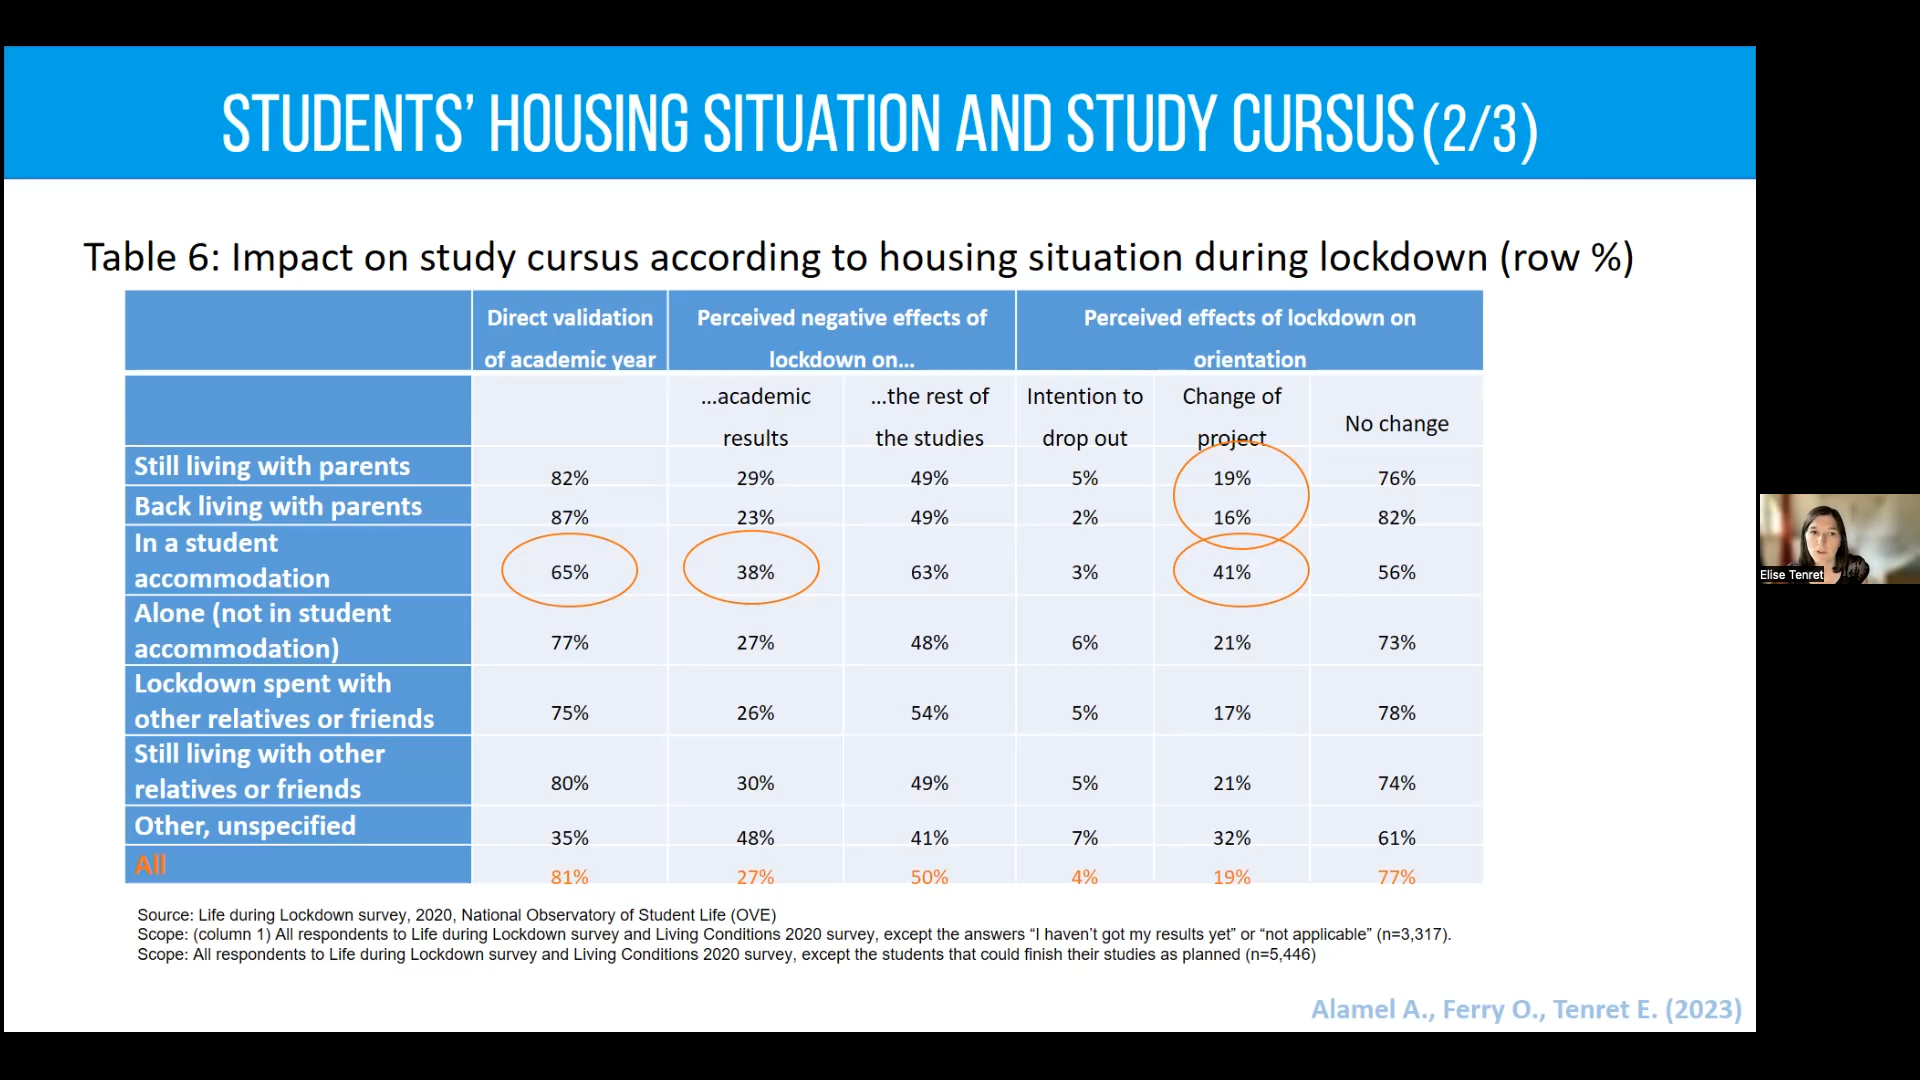 STUDENTS' HOUSING SITUATION AND STUDY CURSUS (2/3)
Table 6: Impact on study cursus according to housing situation during lockdown (row %)
Direct validation of academic year
Perceived negative effects of lockdown on...
Perceived effects of lockdown on orientation
...academic results
...the rest of the studies
Intention to drop out
Change of project
No change
Still living with parents 82% 29% 49% 5% 19% 76%
Back living with parents 87% 23% 49% 2% 16% 82%
In a student accommodation 65% 38% 63% 3% 41% 56%
Alone (not in student accommodation) 77% 27% 48% 6% 21% 73%
Lockdown spent with other relatives or friends 75% 26% 54% 5% 17% 78%
Still living with other relatives or friends 80% 30% 49% 5% 21% 74%
Other, unspecified 35% 48% 41% 7% 32% 61%
All 81% 27% 50% 4% 19% 77%
Source: Life during Lockdown survey, 2020, National Observatory of Student Life (OVE)
Scope: (column 1) All respondents to Life during Lockdown survey and Living Conditions 2020 survey, except the answers “I haven’t got my results yet” or “not applicable” (n=3,317).
Scope: All respondents to Life during Lockdown survey and Living Conditions 2020 survey, except the students that could finish their studies as planned (n=5,446)
Alamel A., Ferry O., Tenret E. (2023)
Elise Tenret